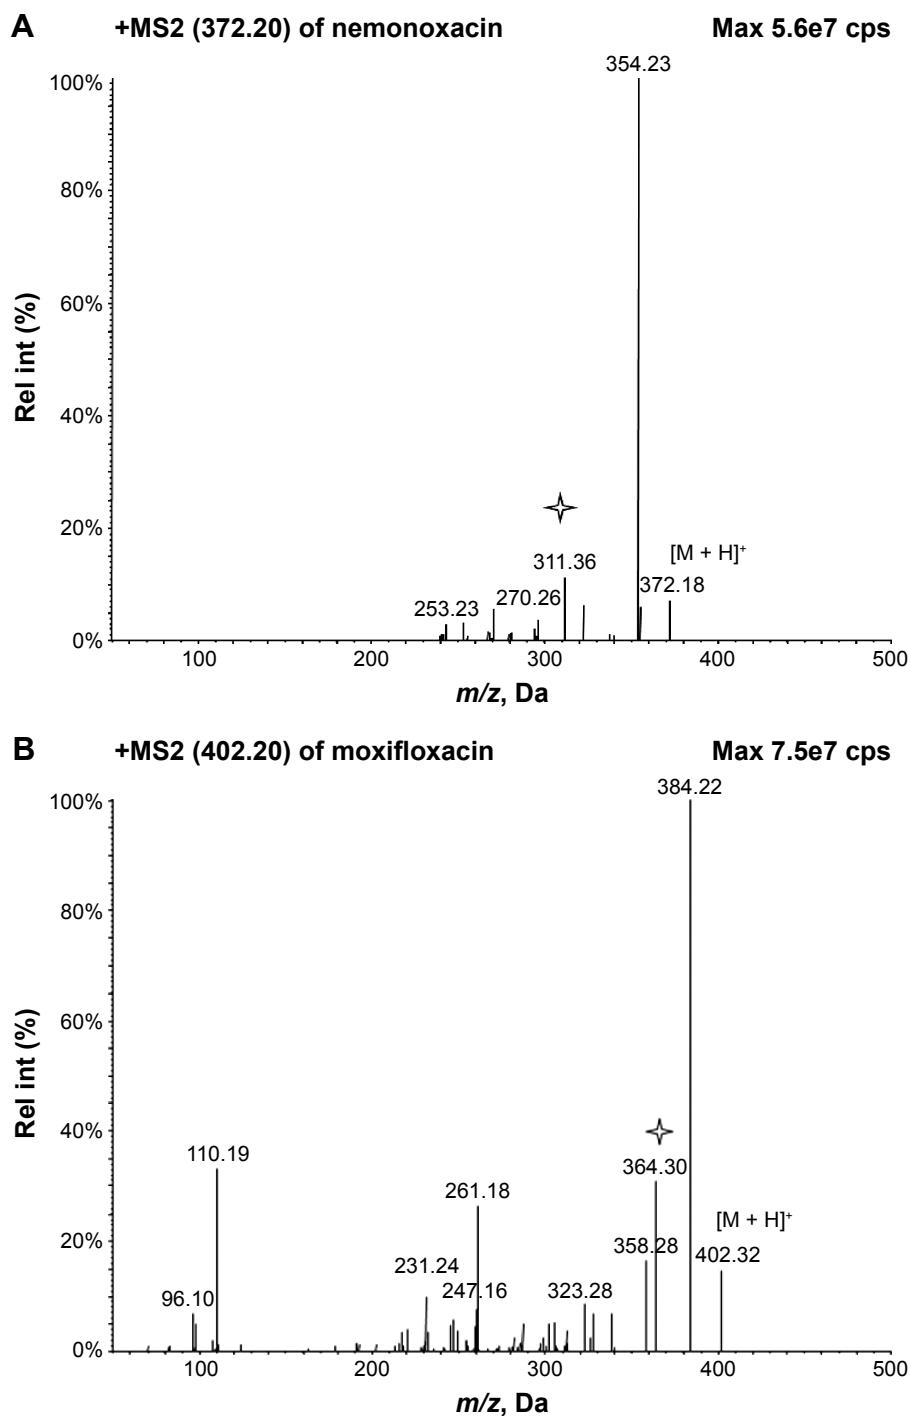 A +MS2 (372.20) of nemonoxacin Max 5.6e7 cps
354.23
100%
80%
60%
40%
20%
0%
Rel int (%)
[M + H]+
311.36
372.18
270.26
253.23
100 200 300 400 500
m/z, Da
B +MS2 (402.20) of moxifloxacin Max 7.5e7 cps
384.22
100%
80%
60%
40%
20%
0%
Rel int (%)
110.19
364.30
261.18
[M + H]+
358.28
402.32
231.24
247.16
323.28
96.10
100 200 300 400 500
m/z, Da